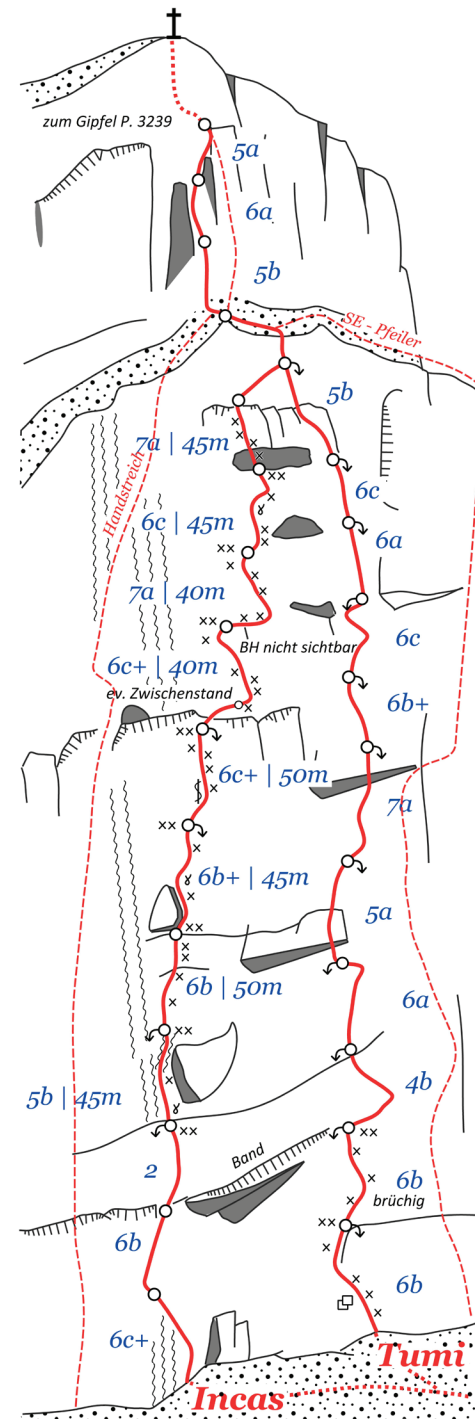 zum Gipfel P. 3239
5a
6a
5b
SE - Pfeiler
5b
7a | 45m
Handstreich
6c
6c | 45m
6a
7a | 40m
BH nicht sichtbar
6c
6c+ | 40m
ev. Zwischenstand
6b+
6c+ | 50m
7a
6b+ | 45m
5a
6b | 50m
6a
5b | 45m
4b
Band
2
6b
brüchig
6b
6b
6c+
Tumi
Incas